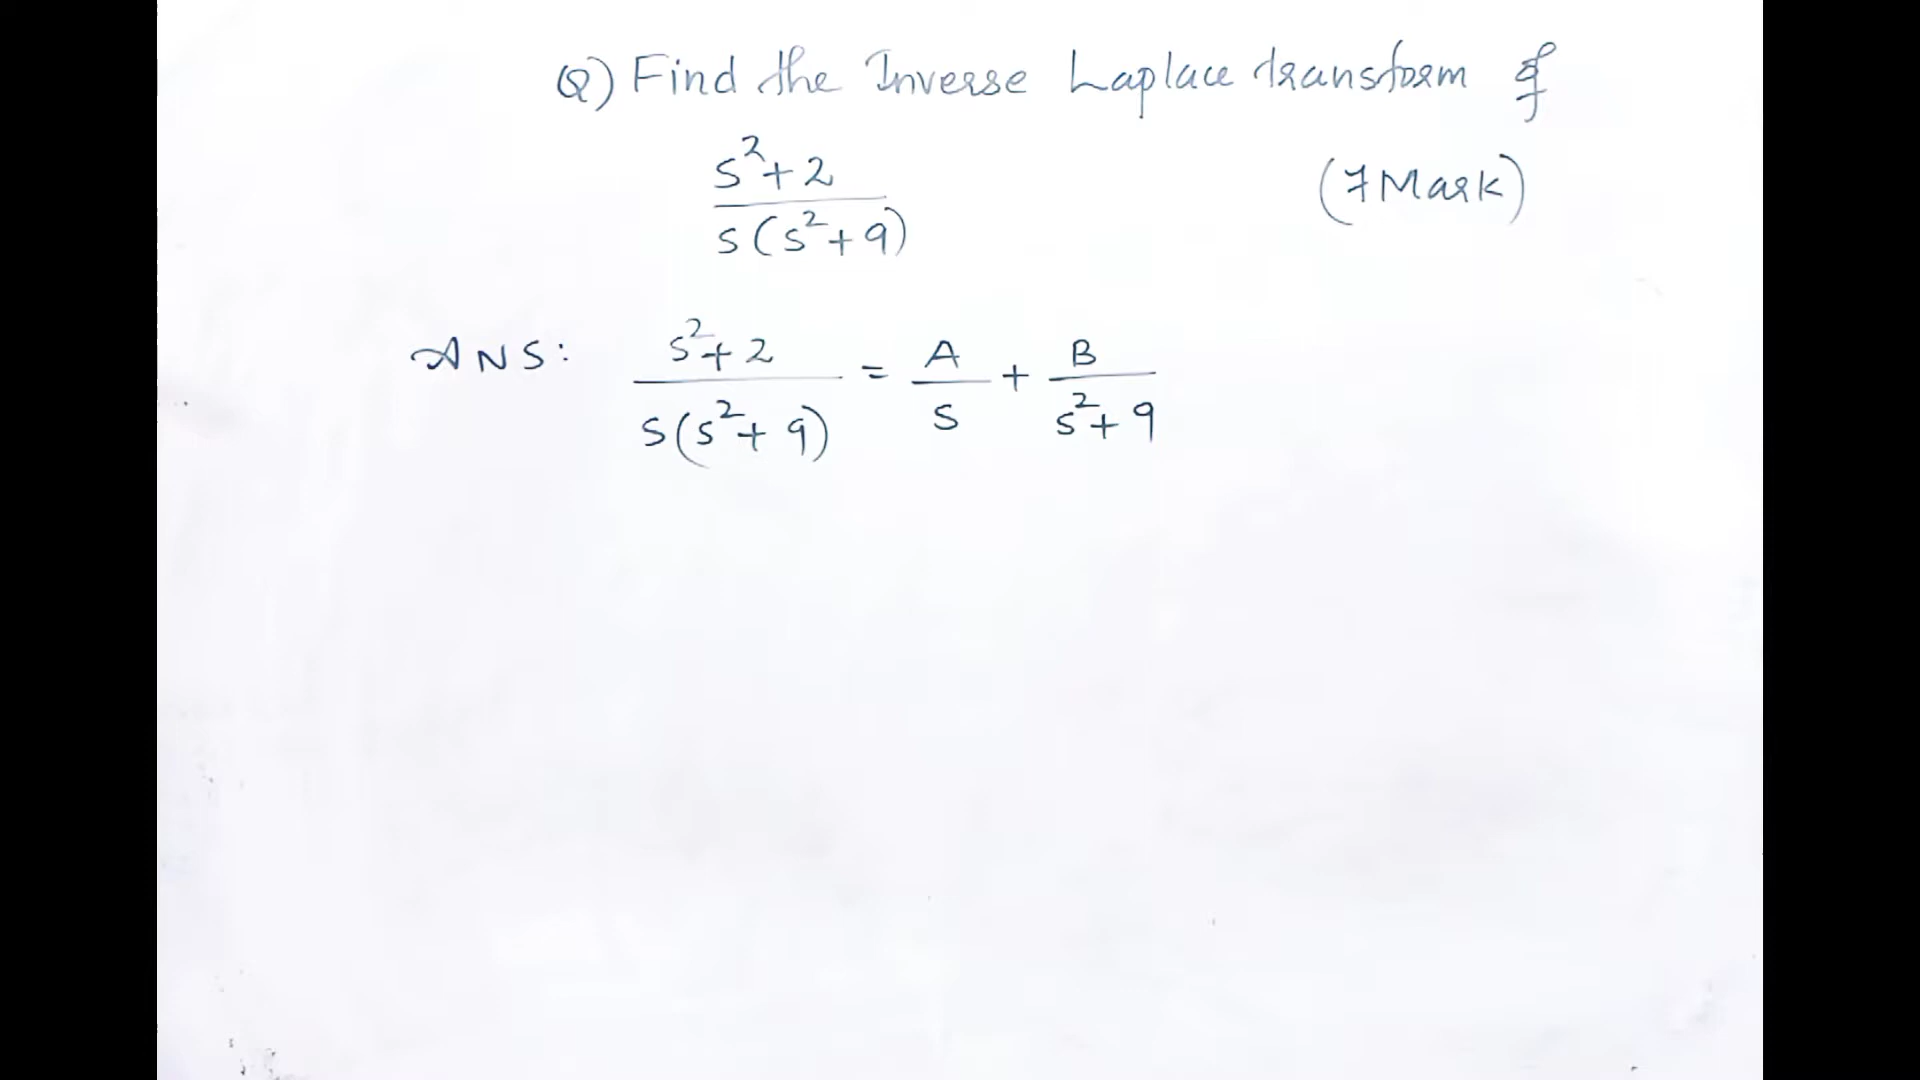 Q) Find the Inverse Laplace transform of
s²+2 / s(s²+9) (7 Mark)
ANS: s²+2 / s(s²+9) = A/s + B/s²+9